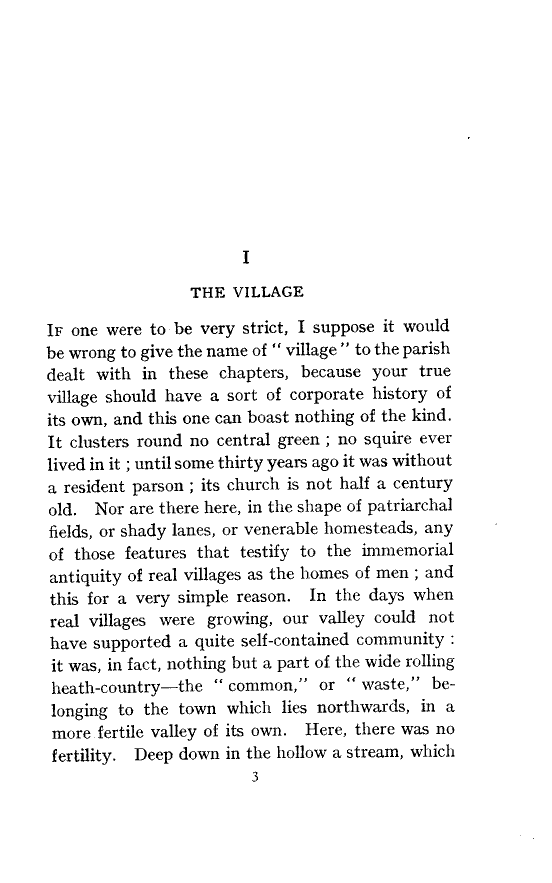 I
THE VILLAGE
IF one were to be very strict, I suppose it would
be wrong to give the name of “ village ” to the parish
dealt with in these chapters, because your true
village should have a sort of corporate history of
its own, and this one can boast nothing of the kind.
It clusters round no central green ; no squire ever
lived in it ; until some thirty years ago it was without
a resident parson ; its church is not half a century
old. Nor are there here, in the shape of patriarchal
fields, or shady lanes, or venerable homesteads, any
of those features that testify to the immemorial
antiquity of real villages as the homes of men ; and
this for a very simple reason. In the days when
real villages were growing, our valley could not
have supported a quite self-contained community :
it was, in fact, nothing but a part of the wide rolling
heath-country—the “ common,” or “ waste,” be-
longing to the town which lies northwards, in a
more fertile valley of its own. Here, there was no
fertility. Deep down in the hollow a stream, which
3